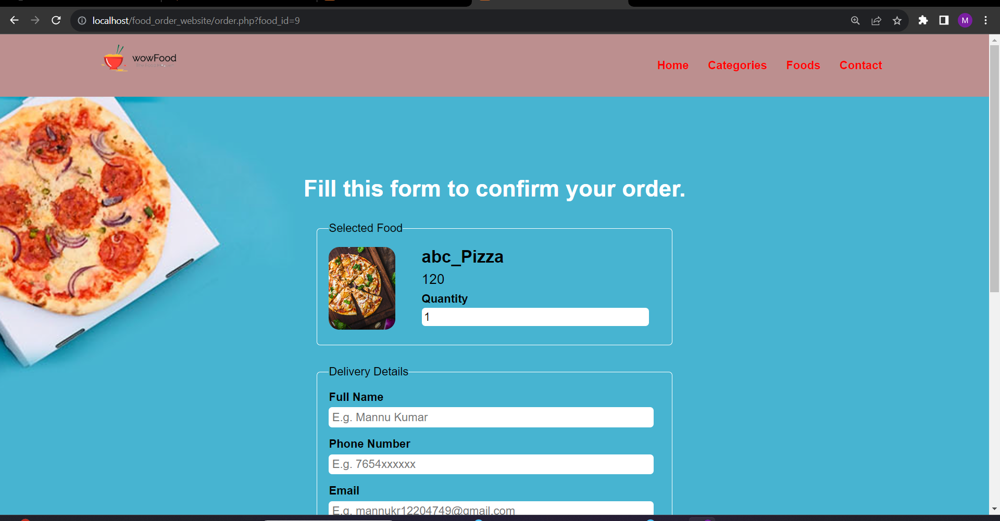 localhost/food_order_website/order.php?food_id=9
M
wowFood
Home Categories Foods Contact
Fill this form to confirm your order.
Selected Food
abc_Pizza
120
Quantity
1
Delivery Details
Full Name
E.g. Mannu Kumar
Phone Number
E.g. 7654xxxxxx
Email
E.g. mannukr12204749@gmail.com